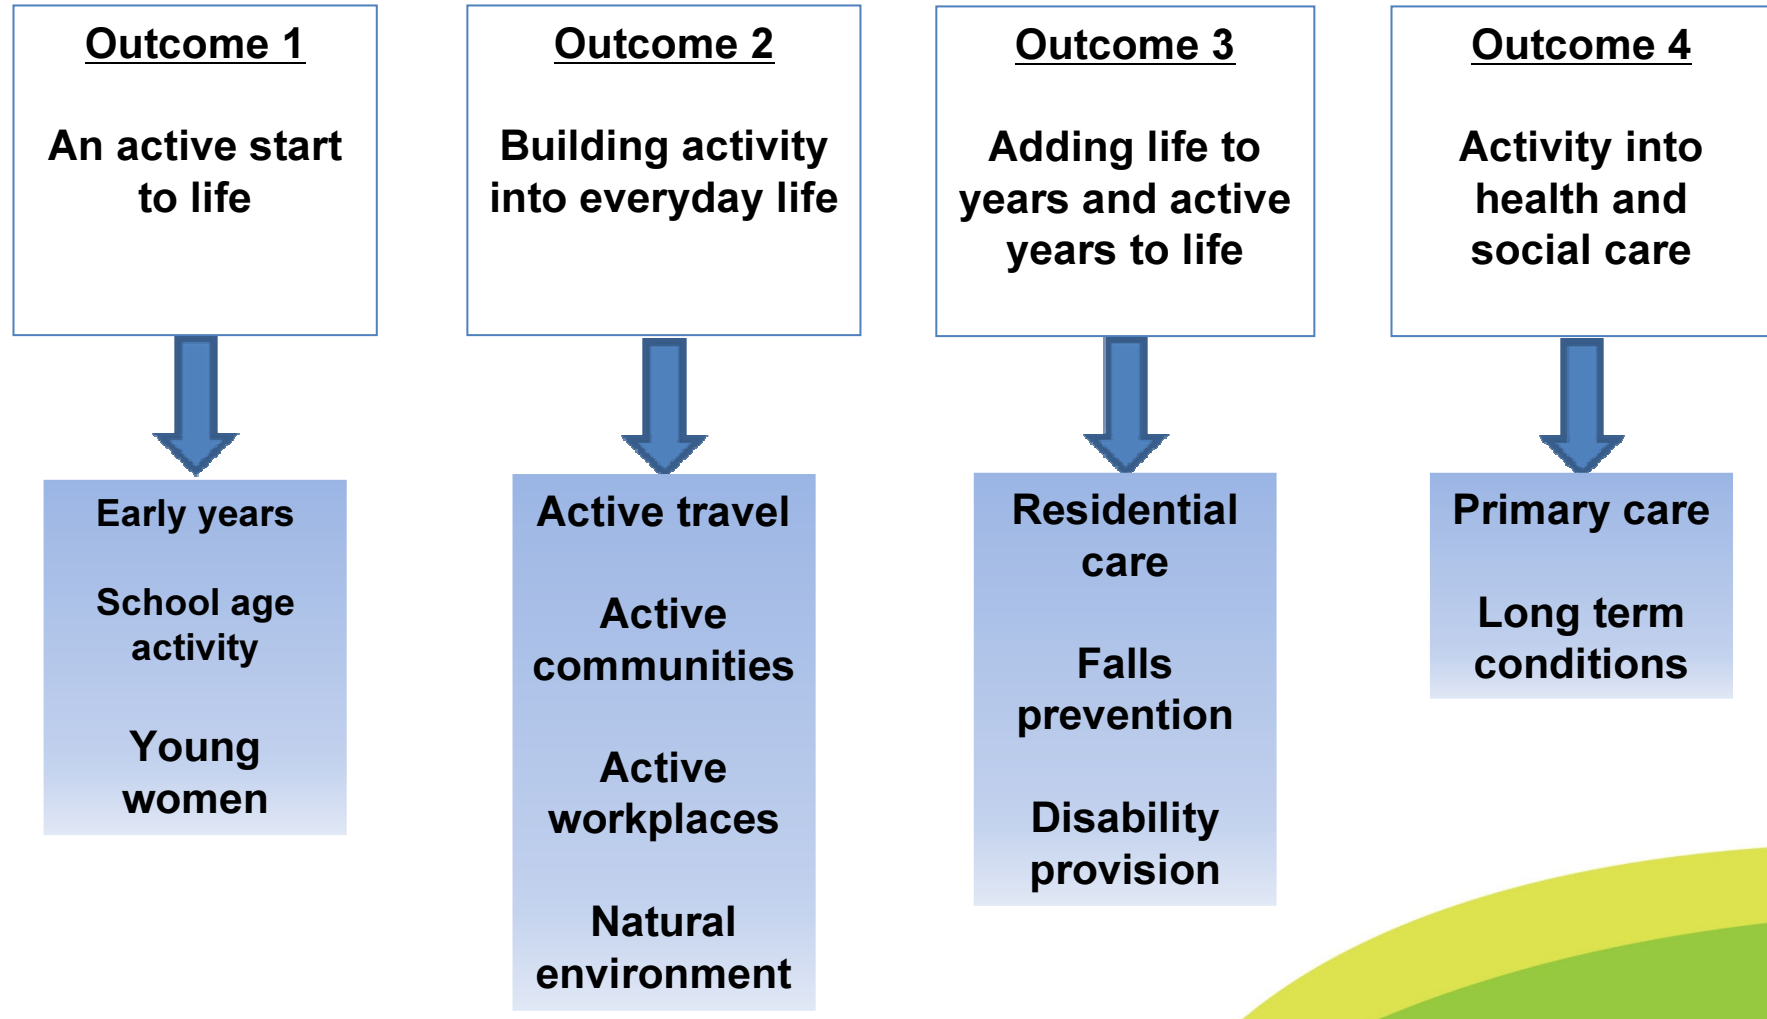 Outcome 1
An active start
to life
Outcome 2
Building activity
into everyday life
Outcome 3
Adding life to
years and active
years to life
Outcome 4
Activity into
health and
social care
Early years
School age
activity
Young
women
Active travel
Active
communities
Active
workplaces
Natural
environment
Residential
care
Falls
prevention
Disability
provision
Primary care
Long term
conditions